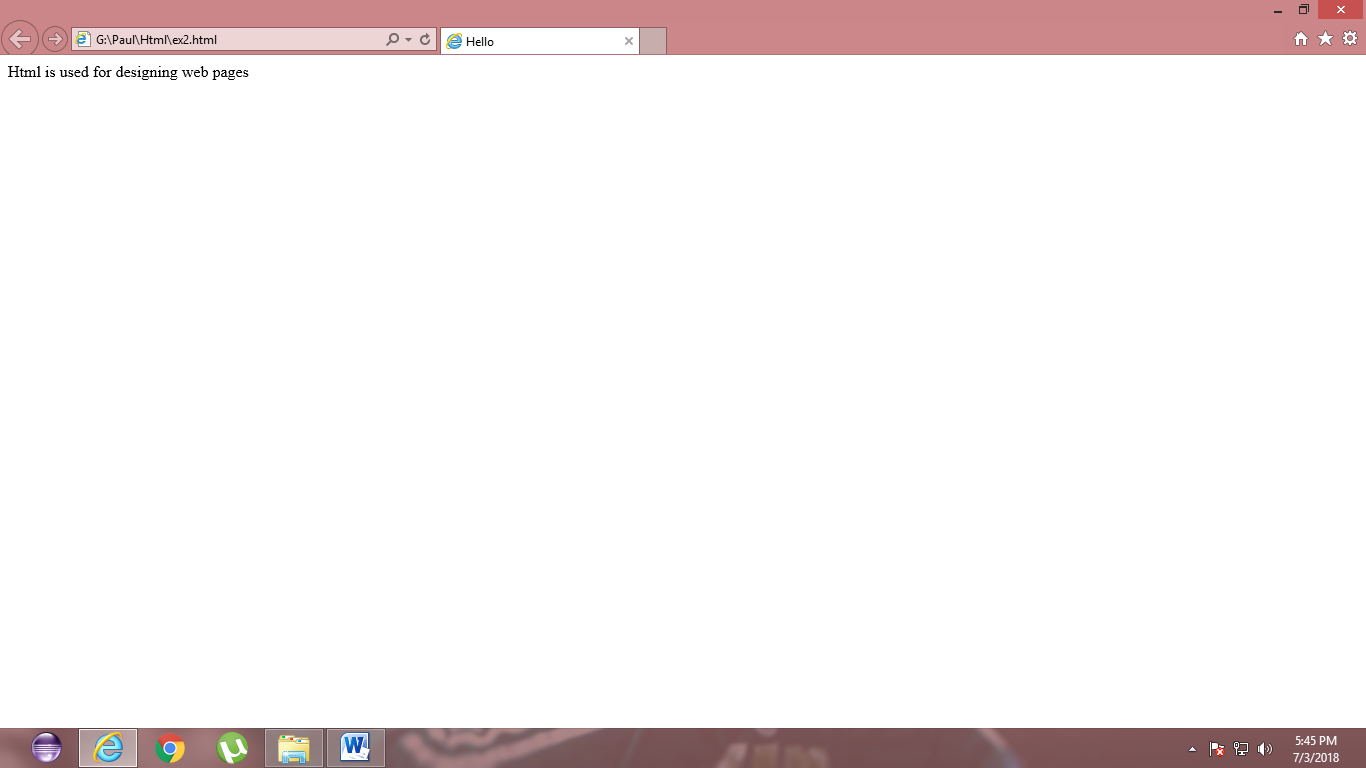 G:\Paul\Html\ex2.html
Hello
Html is used for designing web pages
5:45 PM
7/3/2018